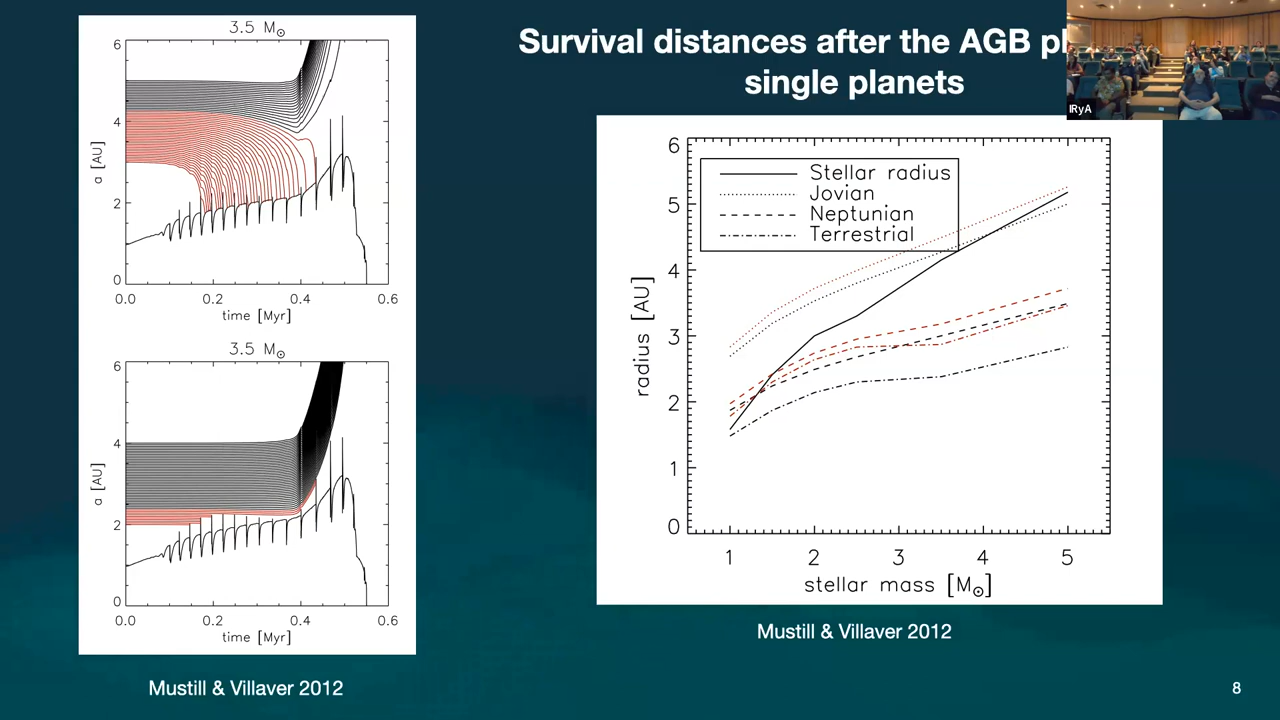 Survival distances after the AGB
single planets
IRyA
3.5 M⊙
6
4
2
0
a [AU]
0.0 0.2 0.4 0.6
time [Myr]
3.5 M⊙
6
4
2
0
a [AU]
0.0 0.2 0.4 0.6
time [Myr]
Mustill & Villaver 2012
Stellar radius
Jovian
Neptunian
Terrestrial
6
5
4
3
2
1
0
radius [AU]
1 2 3 4 5
stellar mass [M⊙]
Mustill & Villaver 2012
8